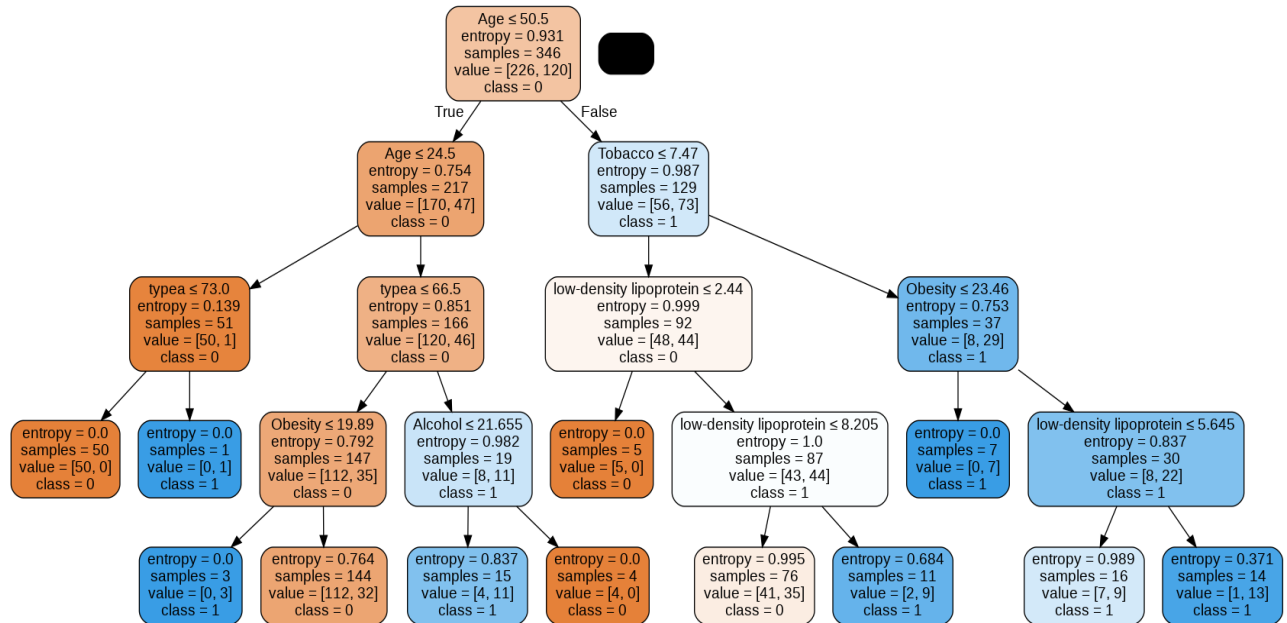 Age ≤ 50.5
entropy = 0.931
samples = 346
value = [226, 120]
class = 0
True
False
Age ≤ 24.5
entropy = 0.754
samples = 217
value = [170, 47]
class = 0
Tobacco ≤ 7.47
entropy = 0.987
samples = 129
value = [56, 73]
class = 1
typea ≤ 73.0
entropy = 0.139
samples = 51
value = [50, 1]
class = 0
typea ≤ 66.5
entropy = 0.851
samples = 166
value = [120, 46]
class = 0
low-density lipoprotein ≤ 2.44
entropy = 0.999
samples = 92
value = [48, 44]
class = 0
Obesity ≤ 23.46
entropy = 0.753
samples = 37
value = [8, 29]
class = 1
entropy = 0.0
samples = 50
value = [50, 0]
class = 0
entropy = 0.0
samples = 1
value = [0, 1]
class = 1
Obesity ≤ 19.89
entropy = 0.792
samples = 147
value = [112, 35]
class = 0
Alcohol ≤ 21.655
entropy = 0.982
samples = 19
value = [8, 11]
class = 1
entropy = 0.0
samples = 5
value = [5, 0]
class = 0
low-density lipoprotein ≤ 8.205
entropy = 1.0
samples = 87
value = [43, 44]
class = 1
entropy = 0.0
samples = 7
value = [0, 7]
class = 1
low-density lipoprotein ≤ 5.645
entropy = 0.837
samples = 30
value = [8, 22]
class = 1
entropy = 0.0
samples = 3
value = [0, 3]
class = 1
entropy = 0.764
samples = 144
value = [112, 32]
class = 0
entropy = 0.837
samples = 15
value = [4, 11]
class = 1
entropy = 0.0
samples = 4
value = [4, 0]
class = 0
entropy = 0.995
samples = 76
value = [41, 35]
class = 0
entropy = 0.684
samples = 11
value = [2, 9]
class = 1
entropy = 0.989
samples = 16
value = [7, 9]
class = 1
entropy = 0.371
samples = 14
value = [1, 13]
class = 1